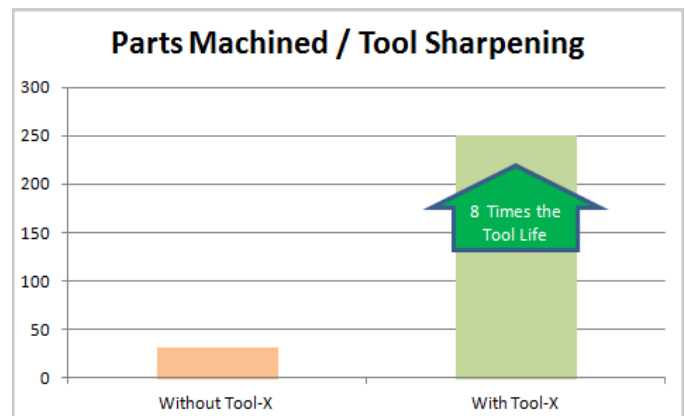 Parts Machined / Tool Sharpening
300
250
200
150
100
50
0
8 Times the
Tool Life
Without Tool-X
With Tool-X